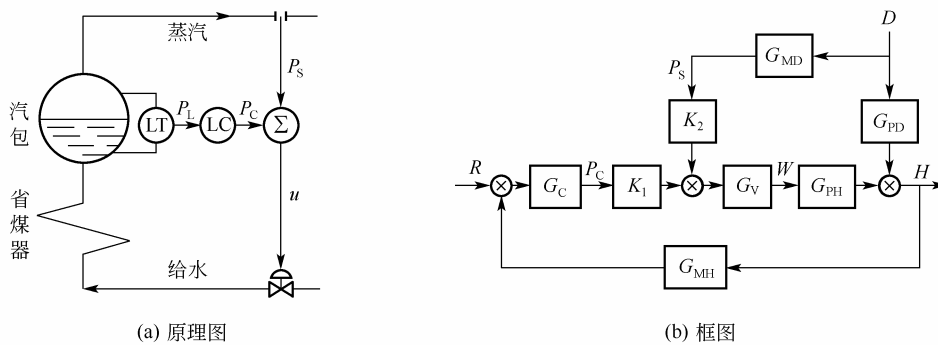 蒸汽
P_S
汽包
LT
P_L
LC
P_C
Σ
省煤器
u
给水
(a) 原理图
D
G_MD
P_S
K_2
G_PD
R
G_C
P_C
K_1
G_V
W
G_PH
H
G_MH
(b) 框图